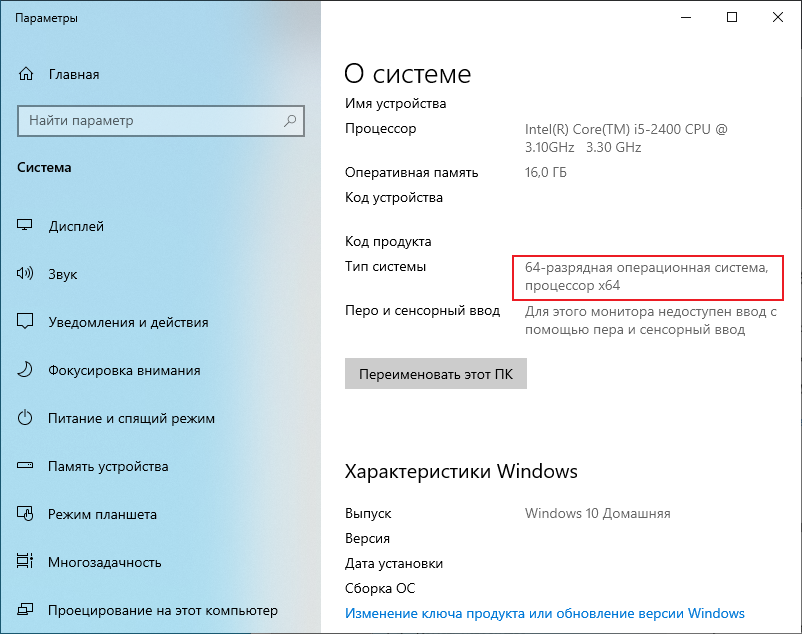 Параметры
Главная
Найти параметр
Система
Дисплей
Звук
Уведомления и действия
Фокусировка внимания
Питание и спящий режим
Память устройства
Режим планшета
Многозадачность
Проецирование на этот компьютер
О системе
Имя устройства
Процессор Intel(R) Core(TM) i5-2400 CPU @
3.10GHz 3.30 GHz
Оперативная память 16,0 ГБ
Код устройства
Код продукта
Тип системы 64-разрядная операционная система,
процессор x64
Перо и сенсорный ввод Для этого монитора недоступен ввод с
помощью пера и сенсорный ввод
Переименовать этот ПК
Характеристики Windows
Выпуск Windows 10 Домашняя
Версия
Дата установки
Сборка ОС
Изменение ключа продукта или обновление версии Windows